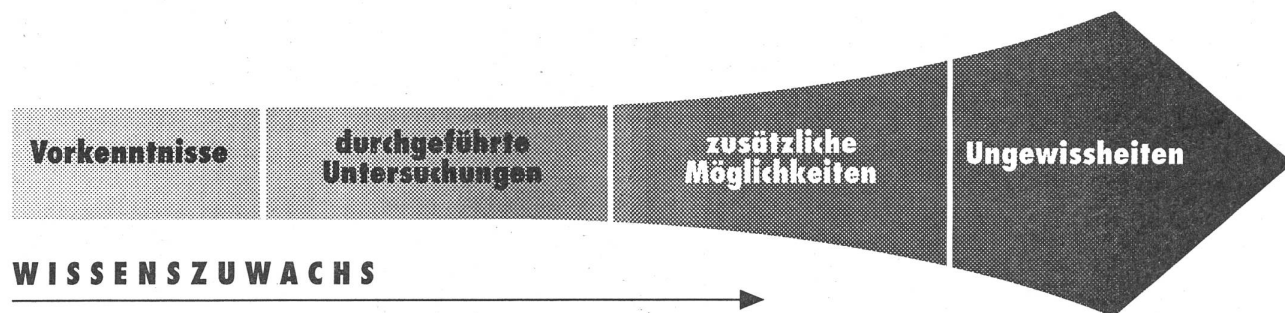 Vorkenntnisse
durchgeführte
Untersuchungen
zusätzliche
Möglichkeiten
Ungewissheiten
WISSENSZUWACHS